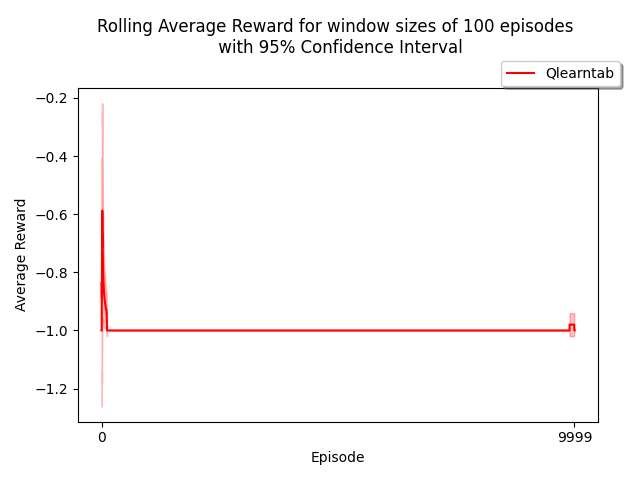 Rolling Average Reward for window sizes of 100 episodes
with 95% Confidence Interval
Qlearntab
−0.2
−0.4
−0.6
−0.8
−1.0
−1.2
Average Reward
0
9999
Episode